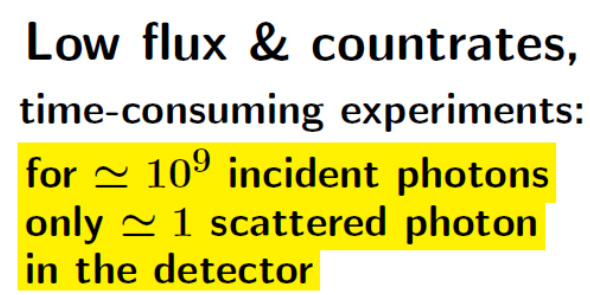 Low flux & countrates,
time-consuming experiments:
for ≃ 10⁹ incident photons
only ≃ 1 scattered photon
in the detector